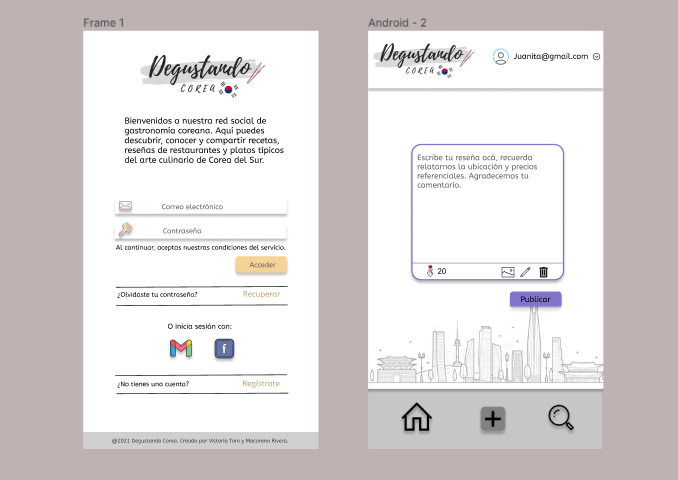 Frame 1
Degustando
COREA
Bienvenidos a nuestra red social de
gastronomía coreana. Aquí puedes
descubrir, conocer y compartir recetas,
reseñas de restaurantes y platos típicos
del arte culinario de Corea del Sur.
Correo electrónico
Contraseña
Al continuar, aceptas nuestras condiciones del servicio.
Acceder
¿Olvidaste tu contraseña?
Recuperar
O inicia sesión con:
¿No tienes una cuenta?
Regístrate
@2021 Degustando Corea. Creado por Victoria Toro y Macarena Rivera.
Android - 2
Degustando
COREA
Juanita@gmail.com
Escribe tu reseña acá, recuerda
relatarnos la ubicación y precios
referenciales. Agradecemos tu
comentario.
20
Publicar